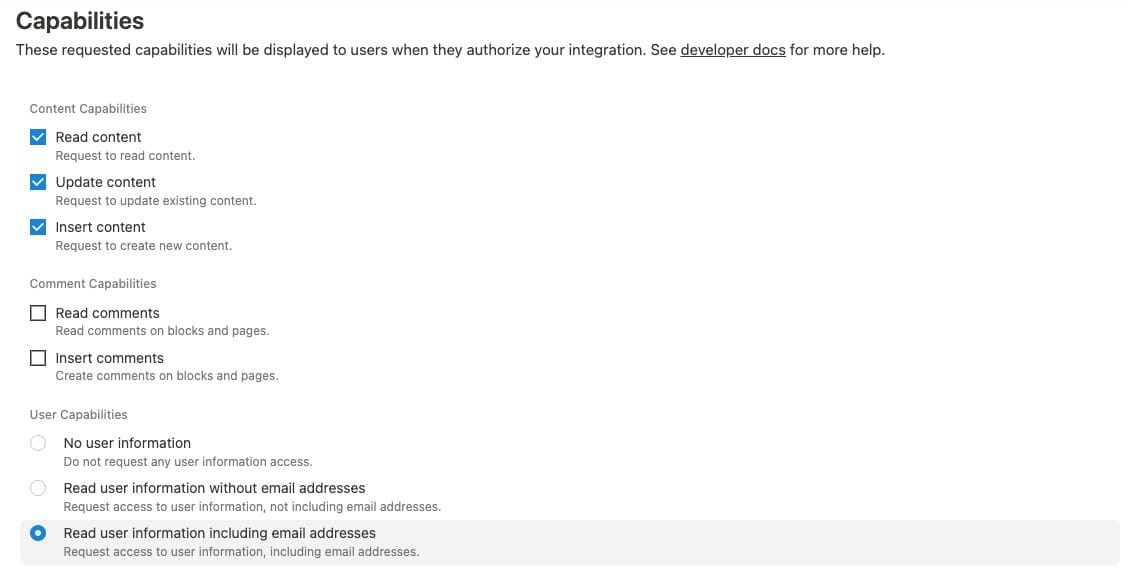 Capabilities
These requested capabilities will be displayed to users when they authorize your integration. See developer docs for more help.
Content Capabilities
Read content
Request to read content.
Update content
Request to update existing content.
Insert content
Request to create new content.
Comment Capabilities
Read comments
Read comments on blocks and pages.
Insert comments
Create comments on blocks and pages.
User Capabilities
No user information
Do not request any user information access.
Read user information without email addresses
Request access to user information, not including email addresses.
Read user information including email addresses
Request access to user information, including email addresses.